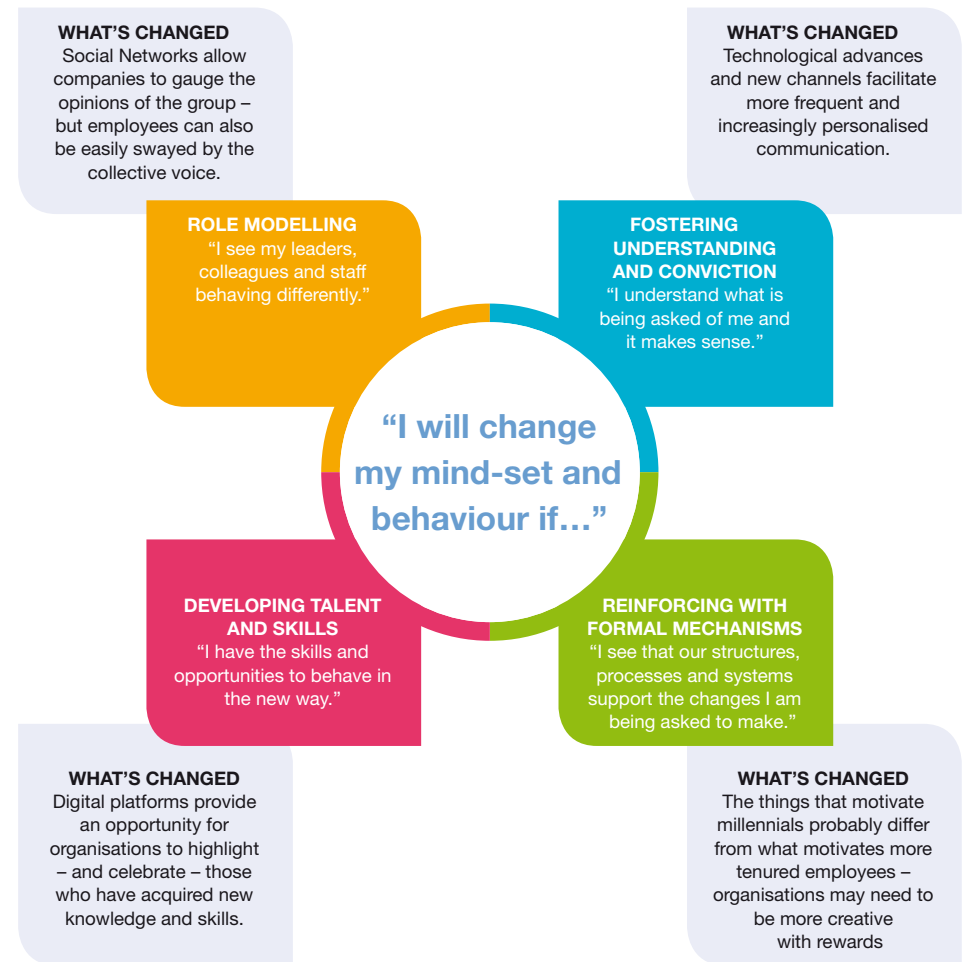 WHAT'S CHANGED
Social Networks allow
companies to gauge the
opinions of the group –
but employees can also
be easily swayed by the
collective voice.
WHAT'S CHANGED
Technological advances
and new channels facilitate
more frequent and
increasingly personalised
communication.
ROLE MODELLING
“I see my leaders,
colleagues and staff
behaving differently.”
FOSTERING
UNDERSTANDING
AND CONVICTION
“I understand what is
being asked of me and
it makes sense.”
“I will change
my mind-set and
behaviour if…”
DEVELOPING TALENT
AND SKILLS
“I have the skills and
opportunities to behave in
the new way.”
REINFORCING WITH
FORMAL MECHANISMS
“I see that our structures,
processes and systems
support the changes I am
being asked to make.”
WHAT'S CHANGED
Digital platforms provide
an opportunity for
organisations to highlight
– and celebrate – those
who have acquired new
knowledge and skills.
WHAT'S CHANGED
The things that motivate
millennials probably differ
from what motivates more
tenured employees –
organisations may need to
be more creative
with rewards